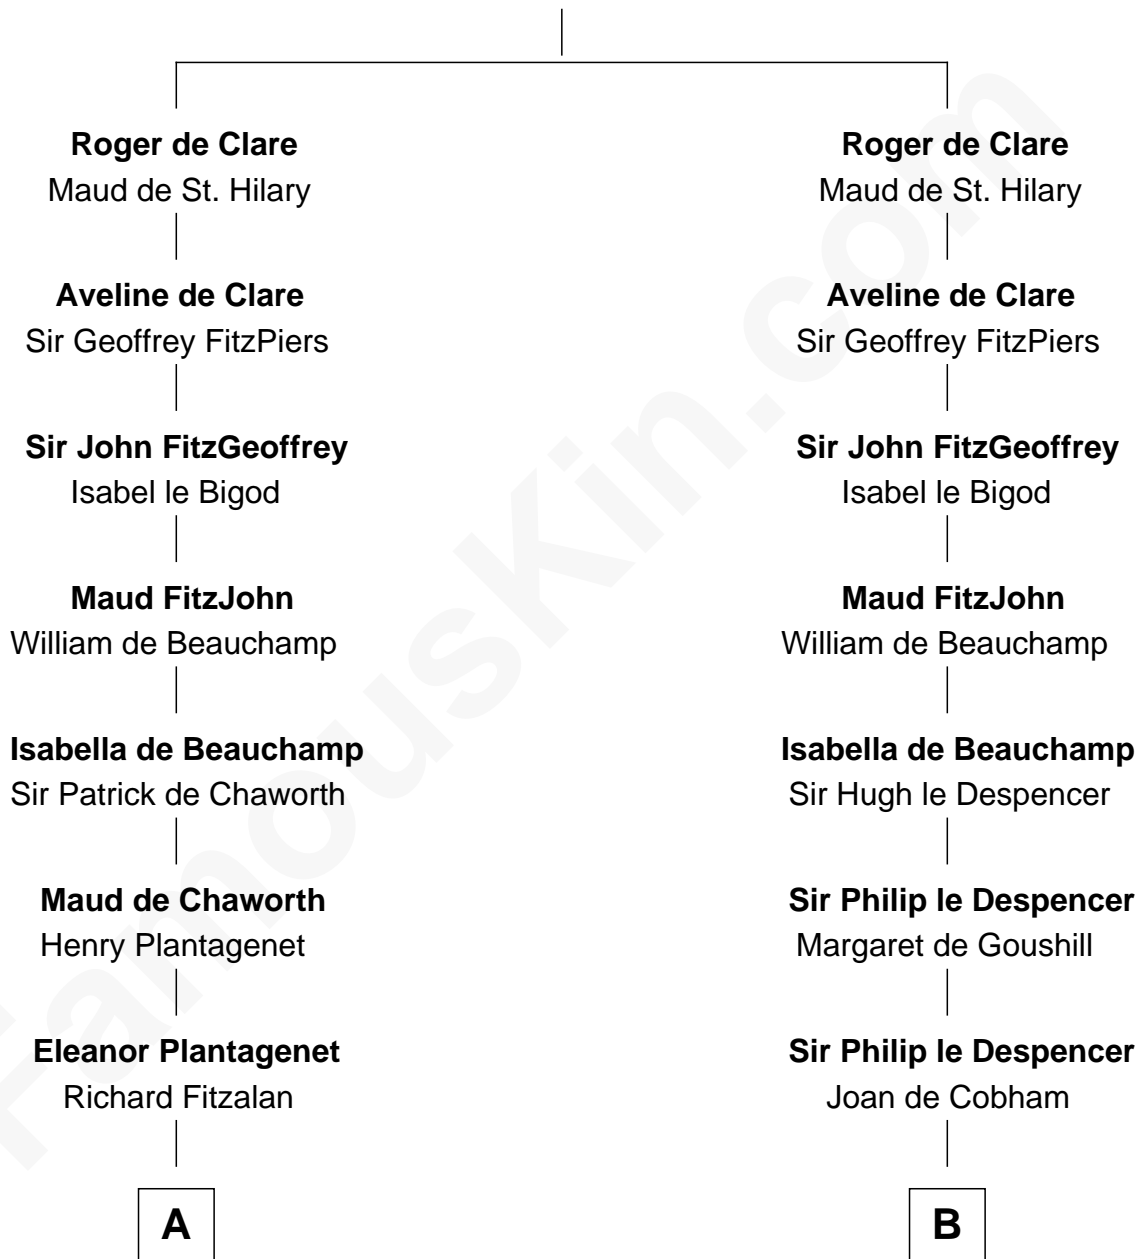 Roger de Clare
Maud de St. Hilary
Aveline de Clare
Sir Geoffrey FitzPiers
Sir John FitzGeoffrey
Isabel le Bigod
Maud FitzJohn
William de Beauchamp
Isabella de Beauchamp
Sir Patrick de Chaworth
Maud de Chaworth
Henry Plantagenet
Eleanor Plantagenet
Richard Fitzalan
A
Roger de Clare
Maud de St. Hilary
Aveline de Clare
Sir Geoffrey FitzPiers
Sir John FitzGeoffrey
Isabel le Bigod
Maud FitzJohn
William de Beauchamp
Isabella de Beauchamp
Sir Hugh le Despencer
Sir Philip le Despencer
Margaret de Goushill
Sir Philip le Despencer
Joan de Cobham
B
FamousKin.com